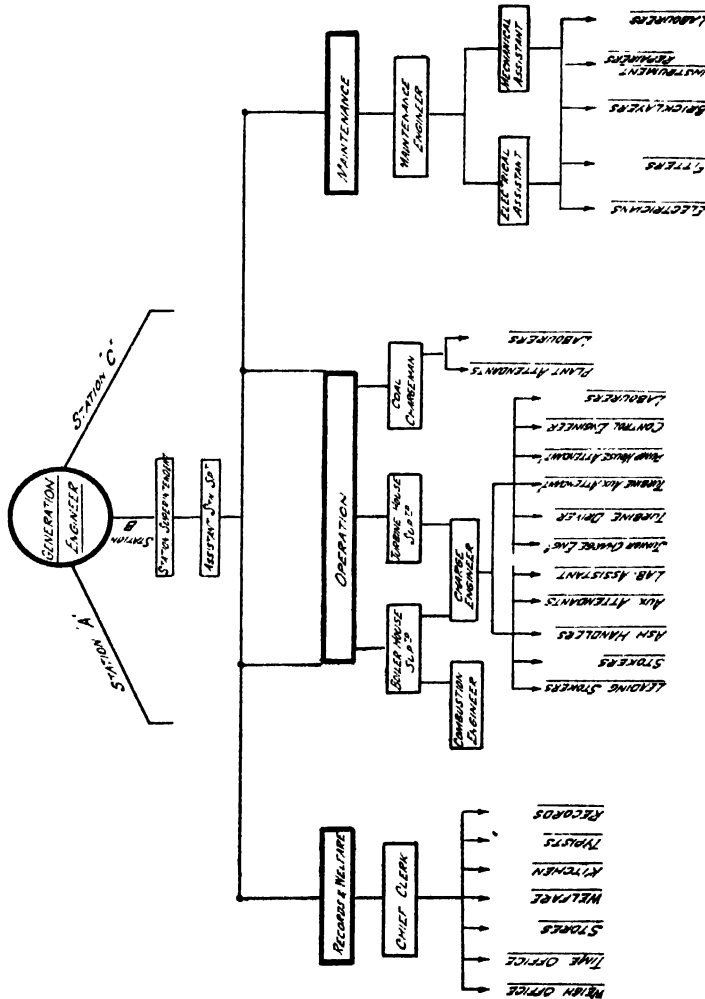 GENERATION
ENGINEER
STATION 'A'
STATION
B
STATION 'C'
STATION SUPERINTENDENT
ASSISTANT STN SPT
RECORDS & WELFARE
OPERATION
MAINTENANCE
CHIEF CLERK
BOILER HOUSE
SUPTD
TURBINE HOUSE
SUPTD
COAL
CHARGEMAN
MAINTENANCE
ENGINEER
COMBUSTION
ENGINEER
CHARGE
ENGINEER
ELECTRICAL
ASSISTANT
MECHANICAL
ASSISTANT
WEIGH OFFICE
TIME OFFICE
STORES
WELFARE
KITCHEN
TYPISTS
RECORDS
LEADING STOKERS
STOKERS
ASH HANDLERS
AUX ATTENDANTS
LAB. ASSISTANT
JUNIOR CHARGE ENGR
TURBINE DRIVER
TURBINE AUX. ATTENDANT
PUMP HOUSE ATTENDANT
CONTROL ENGINEER
LABOURERS
PLANT ATTENDANTS
LABOURERS
ELECTRICIANS
FITTERS
BRICKLAYERS
INSTRUMENT
REPAIRERS
LABOURERS